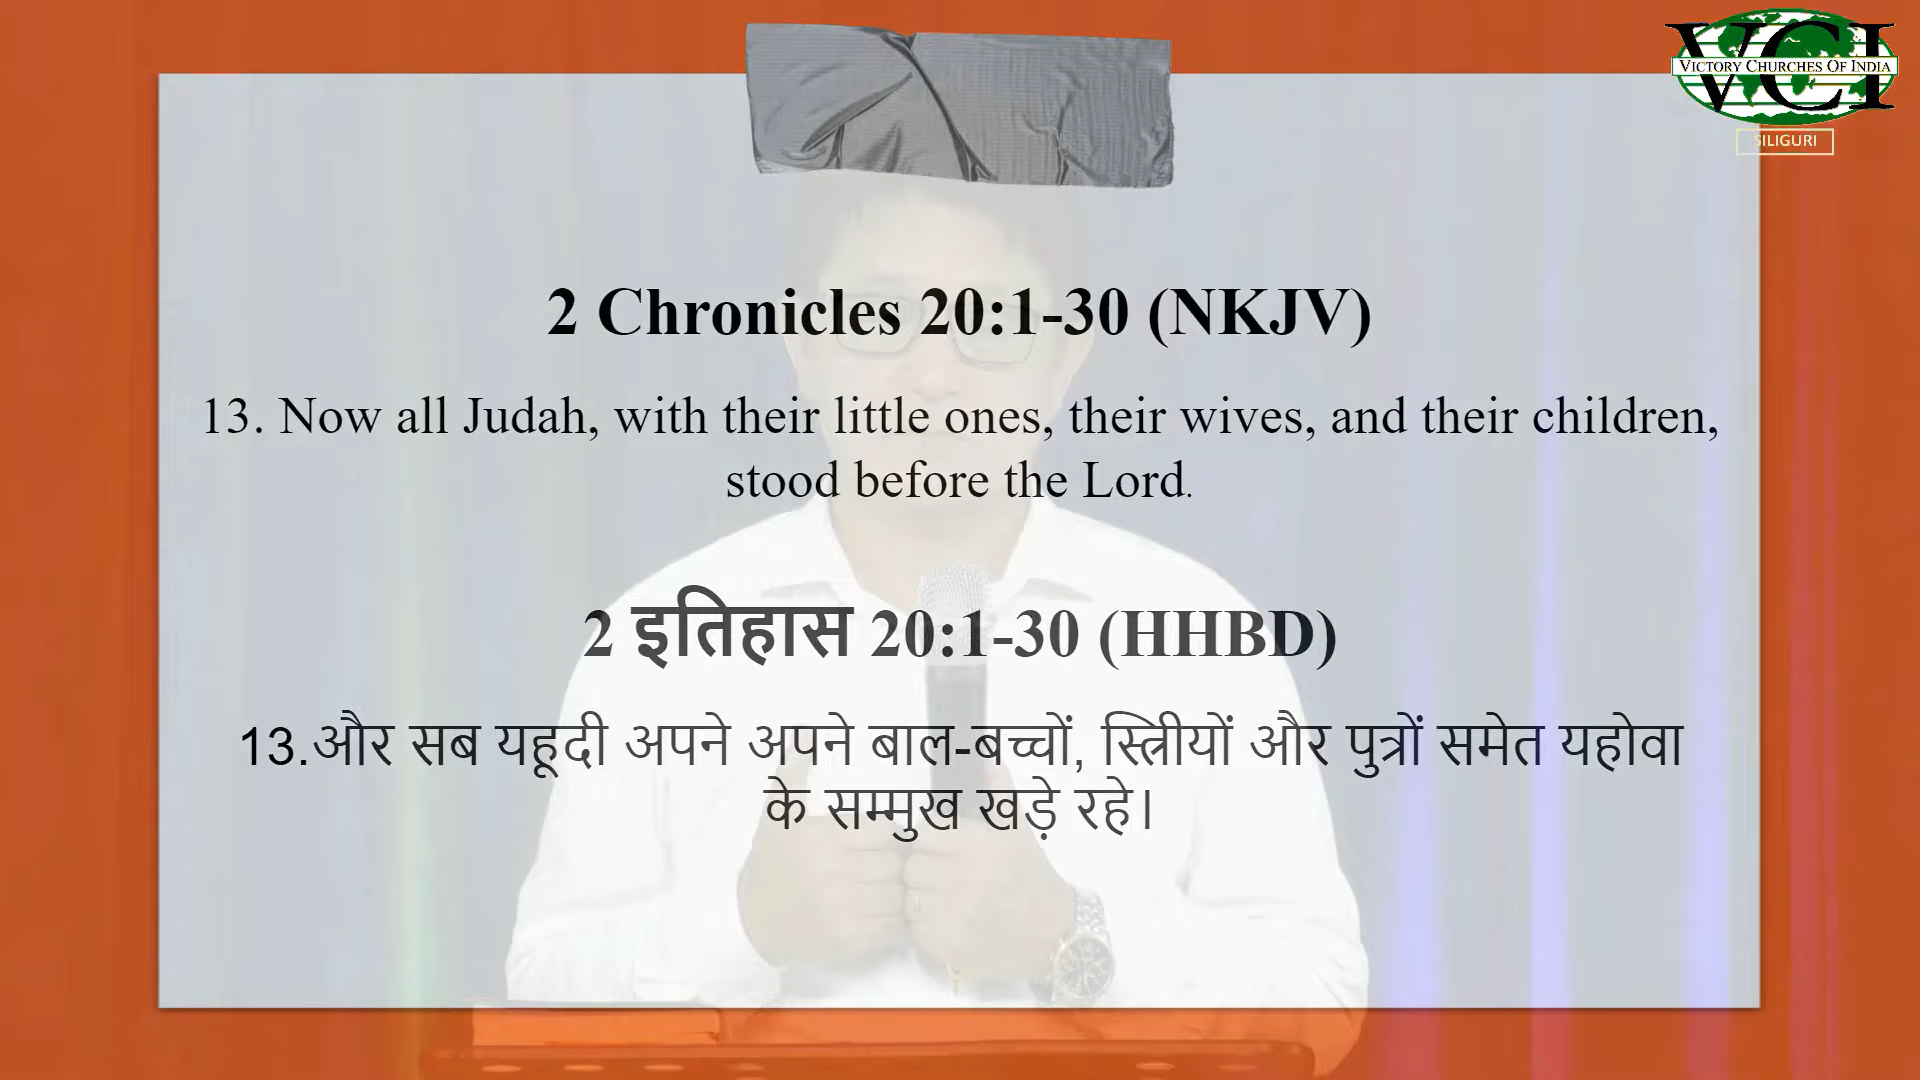 VCI
VICTORY CHURCHES OF INDIA
SILIGURI
2 Chronicles 20:1-30 (NKJV)
13. Now all Judah, with their little ones, their wives, and their children,
stood before the Lord.
2 इतिहास 20:1-30 (HHBD)
13.और सब यहूदी अपने अपने बाल-बच्चों, स्त्रीयों और पुत्रों समेत यहोवा
के सम्मुख खड़े रहे।